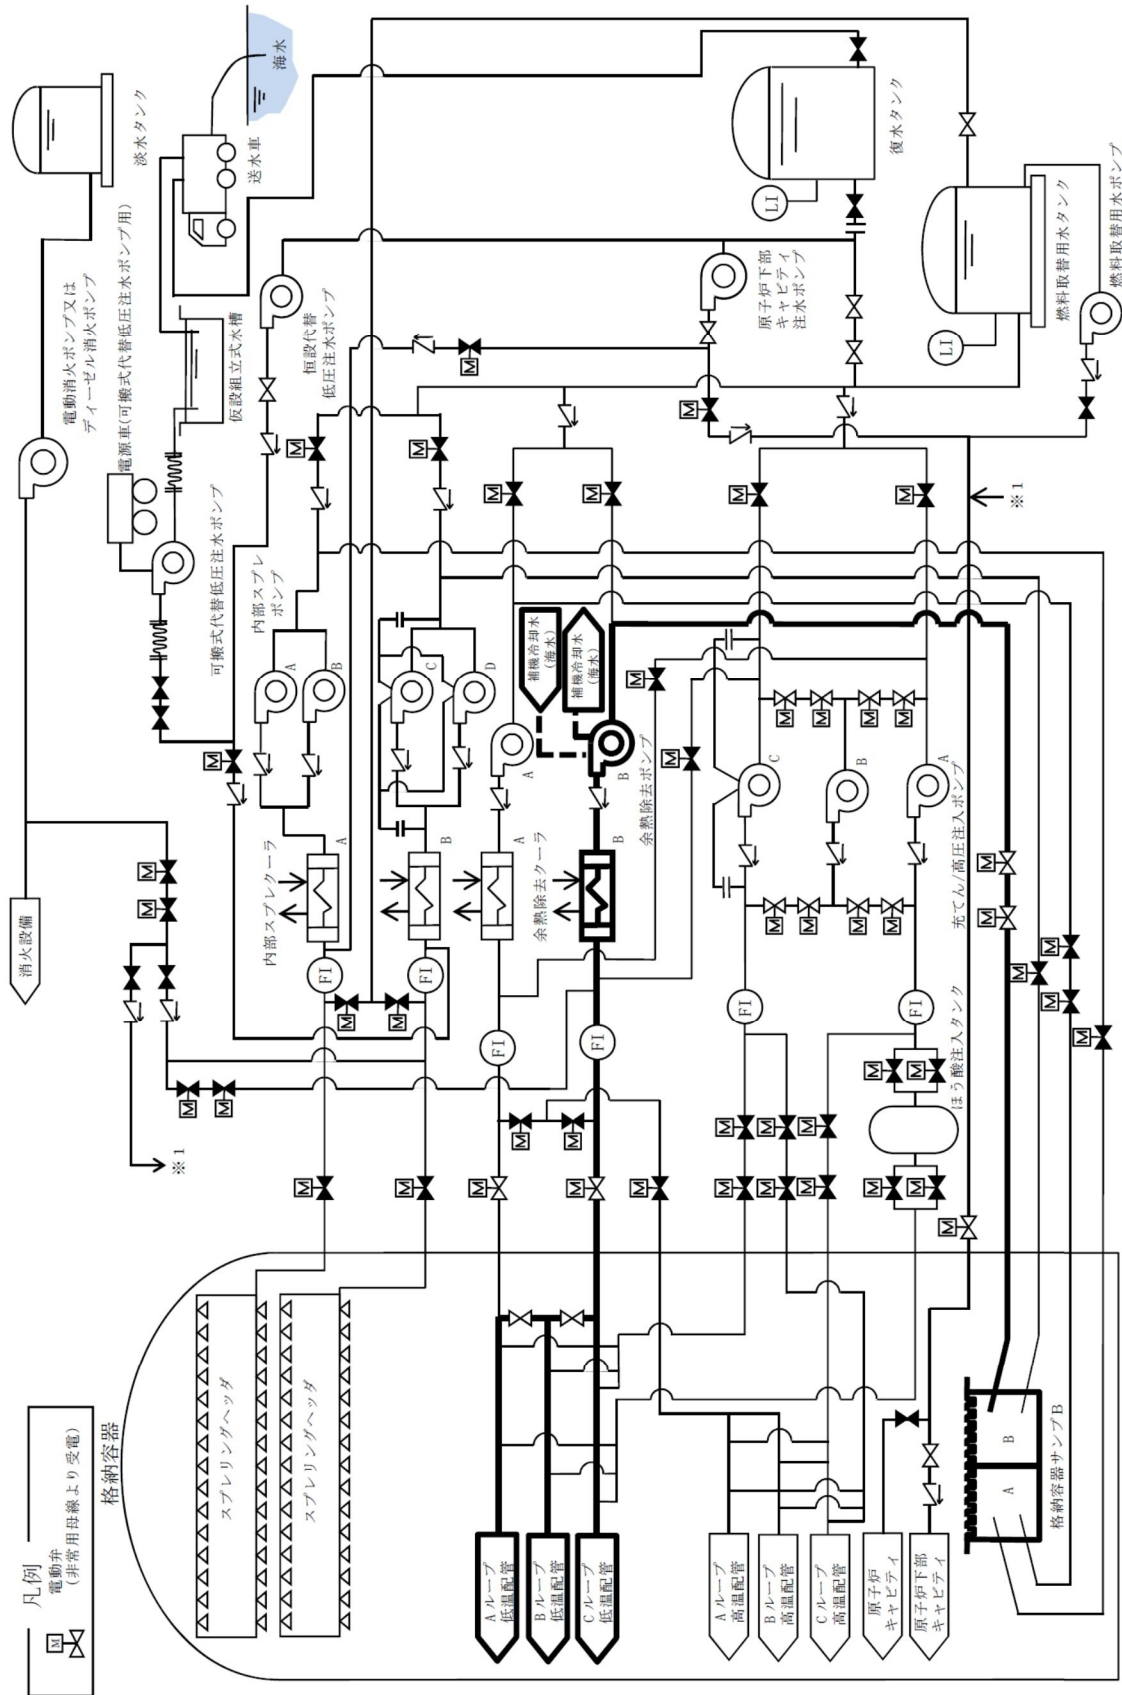 凡例
電動弁
(非常用母線より受電)
M
格納容器
スプレリングヘッダ
スプレリングヘッダ
Aループ
低温配管
Bループ
低温配管
Cループ
低温配管
Aループ
高温配管
Bループ
高温配管
Cループ
高温配管
原子炉
キャビティ
原子炉下部
キャビティ
A
B
格納容器サンプB
消火設備
※1
電動消火ポンプ又は
ディーゼル消火ポンプ
淡水タンク
電源車(可搬式代替低圧注水ポンプ用)
可搬式代替低圧注水ポンプ
仮設組立式水槽
送水車
海水
恒設代替
低圧注水ポンプ
内部スプレ
ポンプ
A
B
C
D
内部スプレクーラ
A
B
FI
FI
補機冷却水
(海水)
補機冷却水
(海水)
余熱除去クーラ
A
B
余熱除去ポンプ
A
B
FI
FI
充てん/高圧注入ポンプ
C
B
A
FI
FI
ほう酸注入タンク
原子炉下部
キャビティ
注水ポンプ
復水タンク
LI
燃料取替用水タンク
LI
燃料取替用水ポンプ
※1